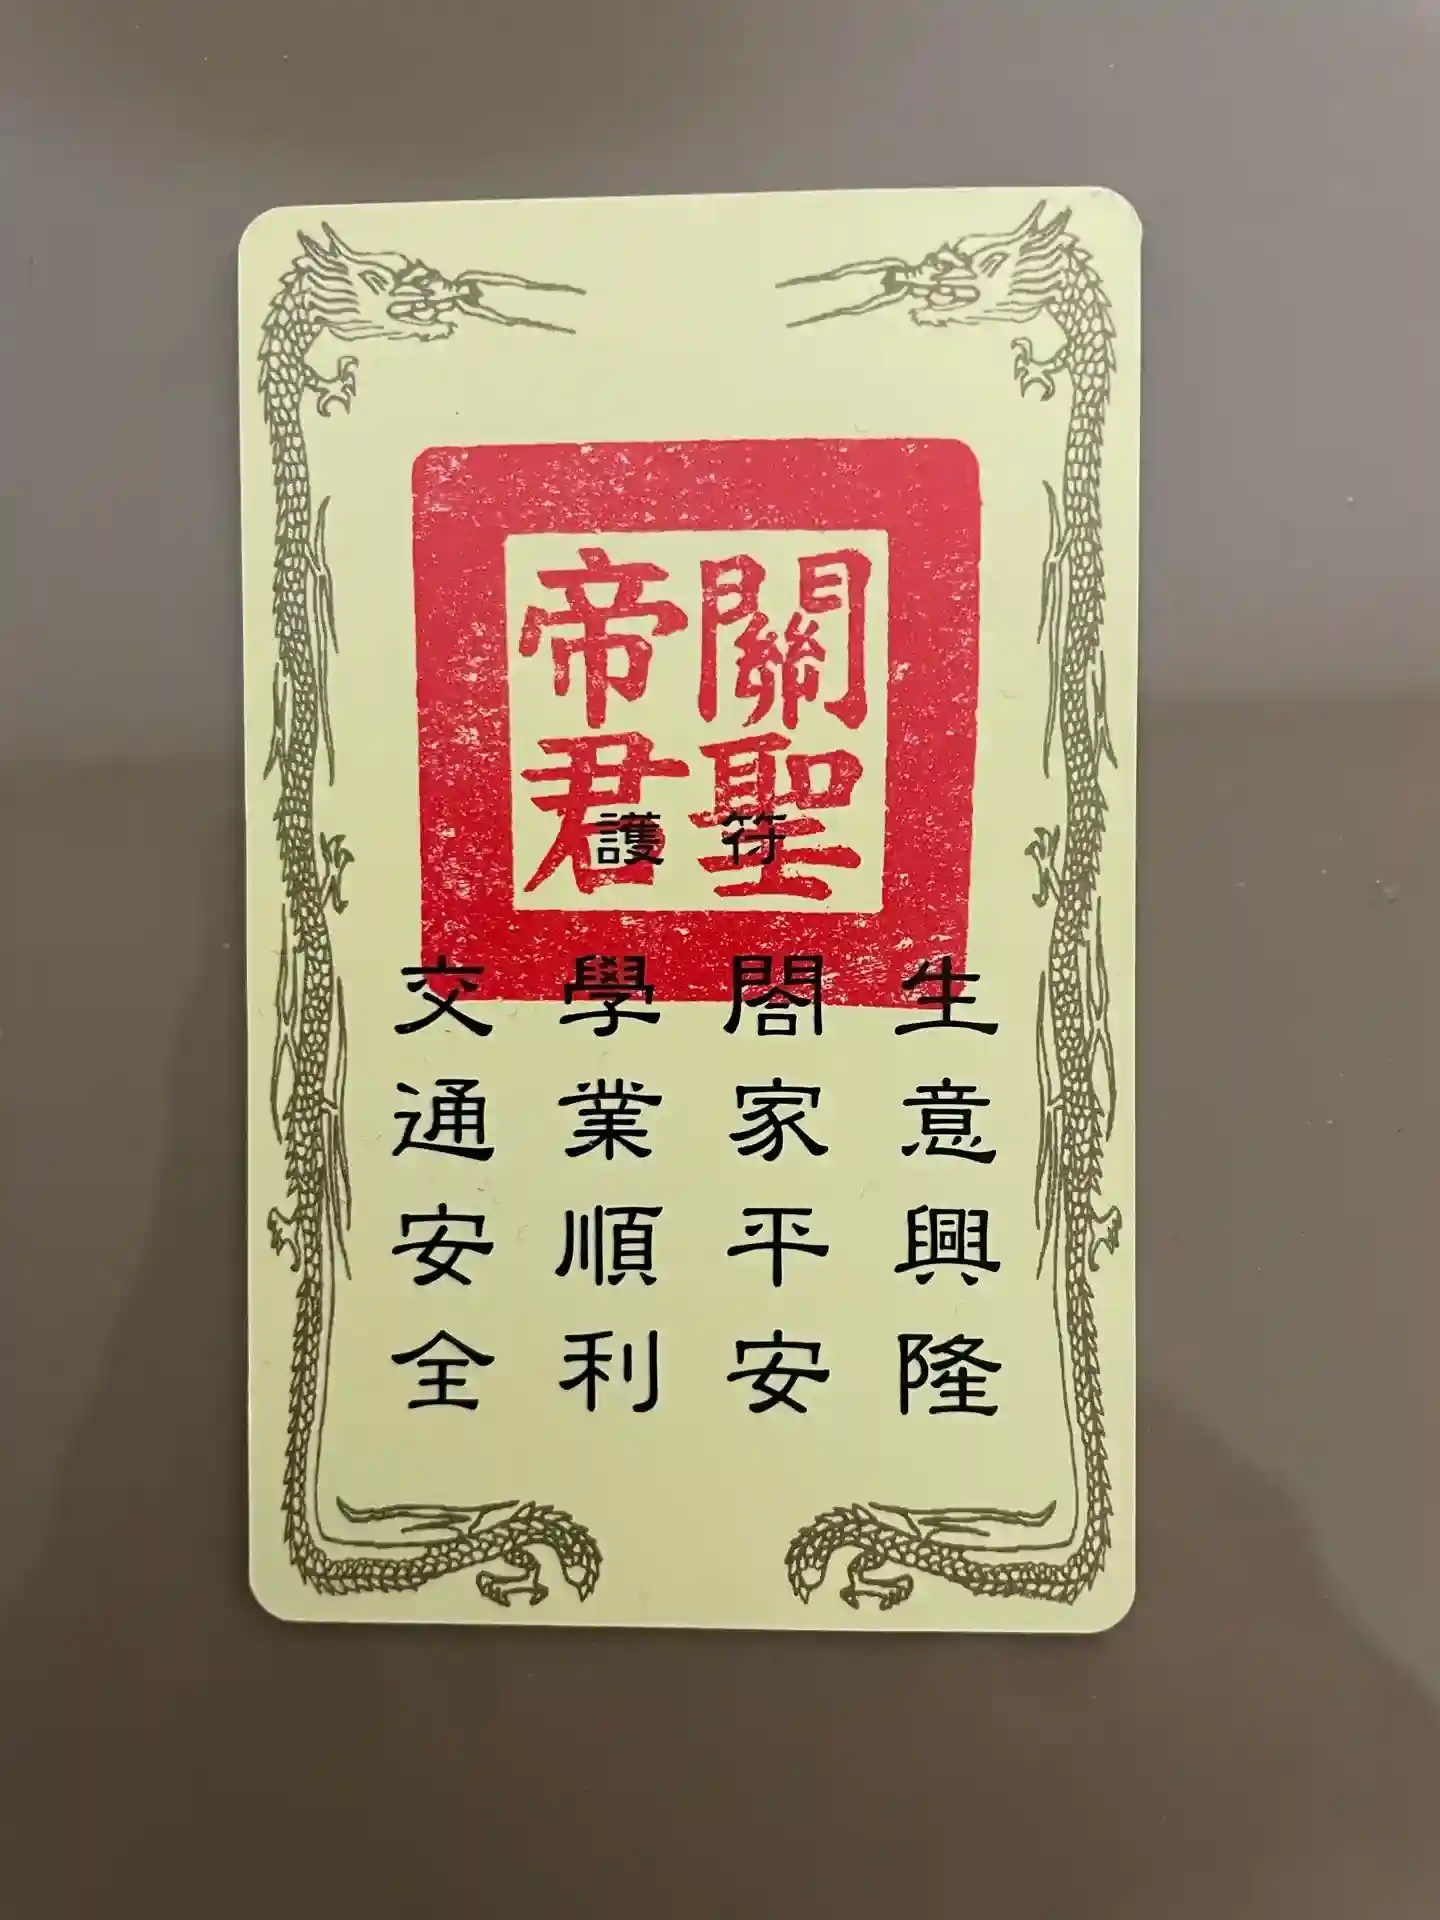 關聖
帝君
護符
生意興隆
閤家平安
學業順利
交通安全